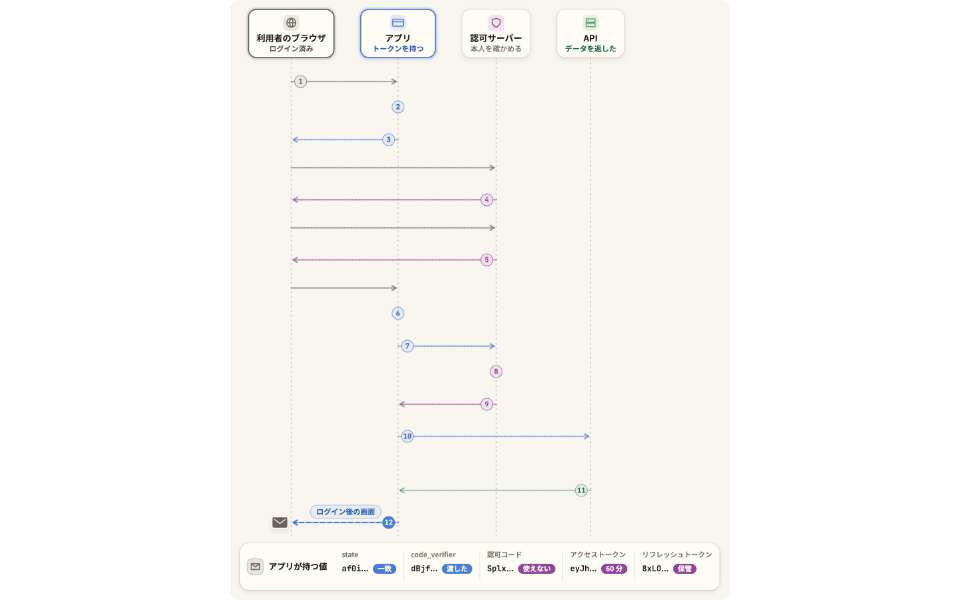 利用者のブラウザ
ログイン済み
アプリ
トークンを持つ
認可サーバー
本人を確かめる
API
データを返した
1
2
3
4
5
6
7
8
9
10
11
ログイン後の画面
12
アプリが持つ値
state
af0i... 一致
code_verifier
dBjf... 渡した
認可コード
Splx... 使えない
アクセストークン
eyJh... 60 分
リフレッシュトークン
8xLO... 保管